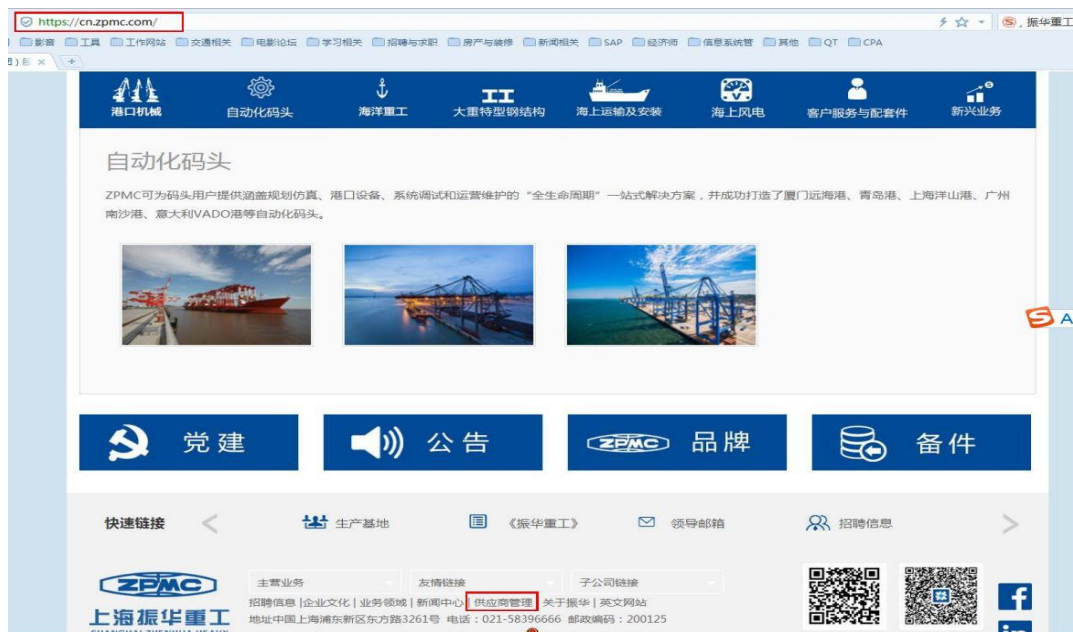 https://cn.zpmc.com/
振华重工
影音 工具 工作网站 交通相关 电影论坛 学习相关 招聘与求职 房产与装修 新闻相关 SAP 经济师 信息系统管 其他 QT CPA
港口机械 自动化码头 海洋重工 大重特型钢结构 海上运输及安装 海上风电 客户服务与配套件 新兴业务
自动化码头
ZPMC可为码头用户提供涵盖规划仿真、港口设备、系统调试和运营维护的“全生命周期”一站式解决方案，并成功打造了厦门远海港、青岛港、上海洋山港、广州
南沙港、意大利VADO港等自动化码头。
党建 公告 ZPMC 品牌 备件
快速链接 生产基地 《振华重工》 领导邮箱 招聘信息
ZPMC
主营业务 友情链接 子公司链接
招聘信息 | 企业文化 | 业务领域 | 新闻中心 | 供应商管理 | 关于振华 | 英文网站
上海振华重工
地址中国上海浦东新区东方路3261号 电话：021-58396666 邮政编码：200125